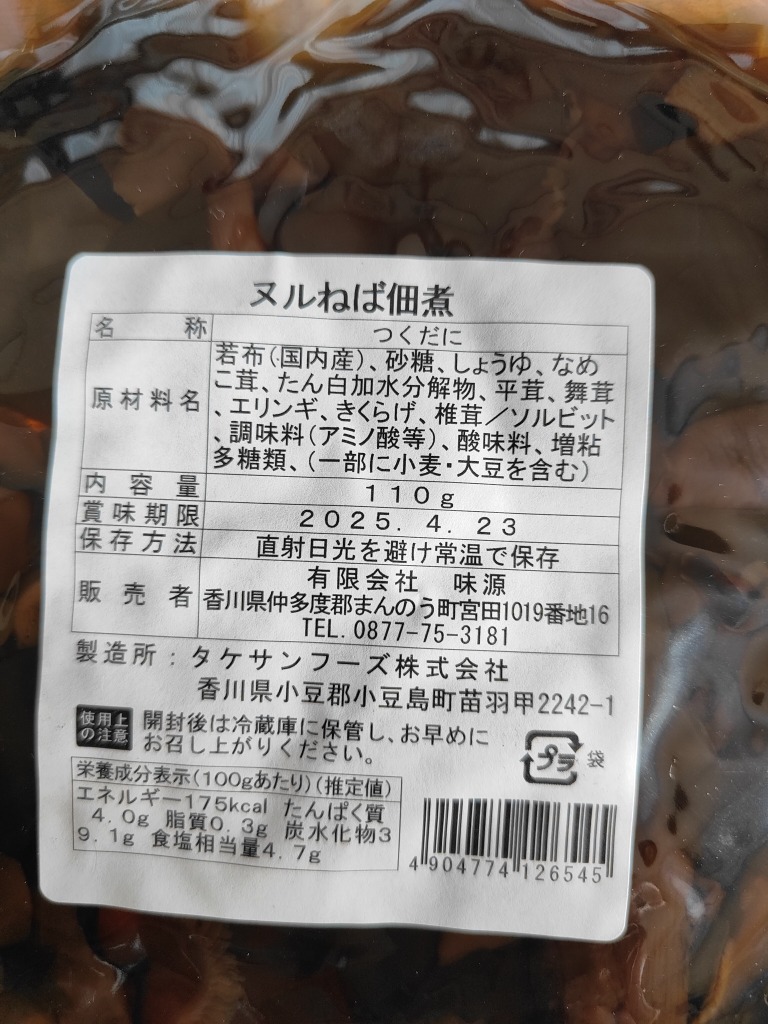 ヌルねば佃煮
名称 つくだに
原材料名 若布(国内産)、砂糖、しょうゆ、なめ
こ茸、たん白加水分解物、平茸、舞茸
、エリンギ、きくらげ、椎茸/ソルビット
、調味料(アミノ酸等)、酸味料、増粘
多糖類、(一部に小麦・大豆を含む)
内容量 110g
賞味期限 2025. 4. 23
保存方法 直射日光を避け常温で保存
販売者 有限会社 味源
香川県仲多度郡まんのう町宮田1019番地16
TEL. 0877-75-3181
製造所:タケサンフーズ株式会社
香川県小豆郡小豆島町苗羽甲2242-1
使用上の注意 開封後は冷蔵庫に保管し、お早めに
お召し上がりください。
プラ 袋
栄養成分表示(100gあたり)(推定値)
エネルギー175kcal たんぱく質
4.0g 脂質0.3g 炭水化物3
9.1g 食塩相当量4.7g
4904774126545